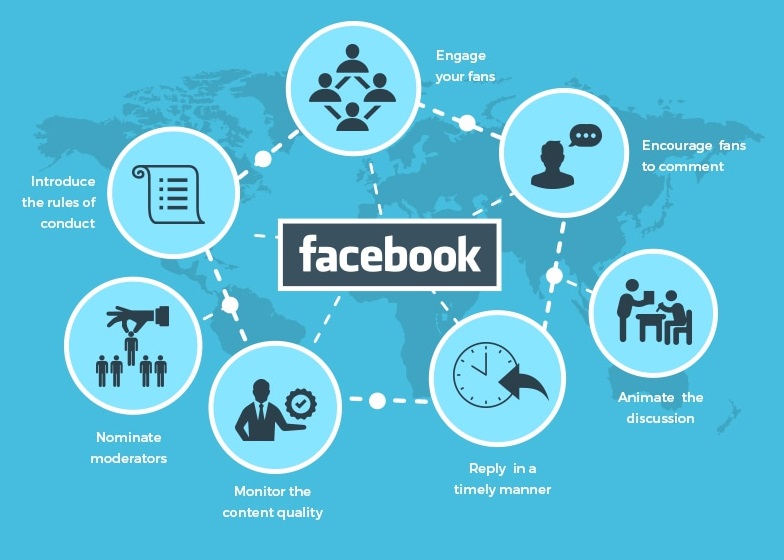 Engage
your fans
Encourage fans
to comment
Introduce
the rules of
conduct
facebook
Animate the
discussion
Nominate
moderators
Reply in a
timely manner
Monitor the
content quality